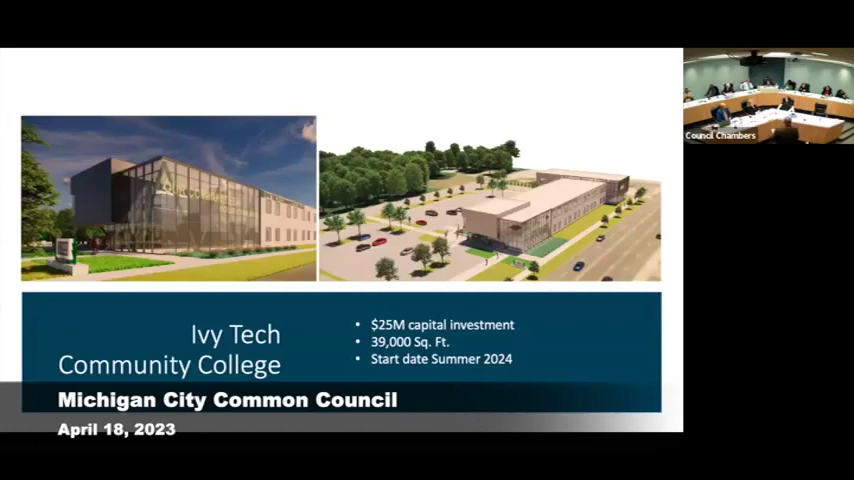 Council Chambers
Ivy Tech
Community College
• $25M capital investment
• 39,000 Sq. Ft.
• Start date Summer 2024
Michigan City Common Council
April 18, 2023